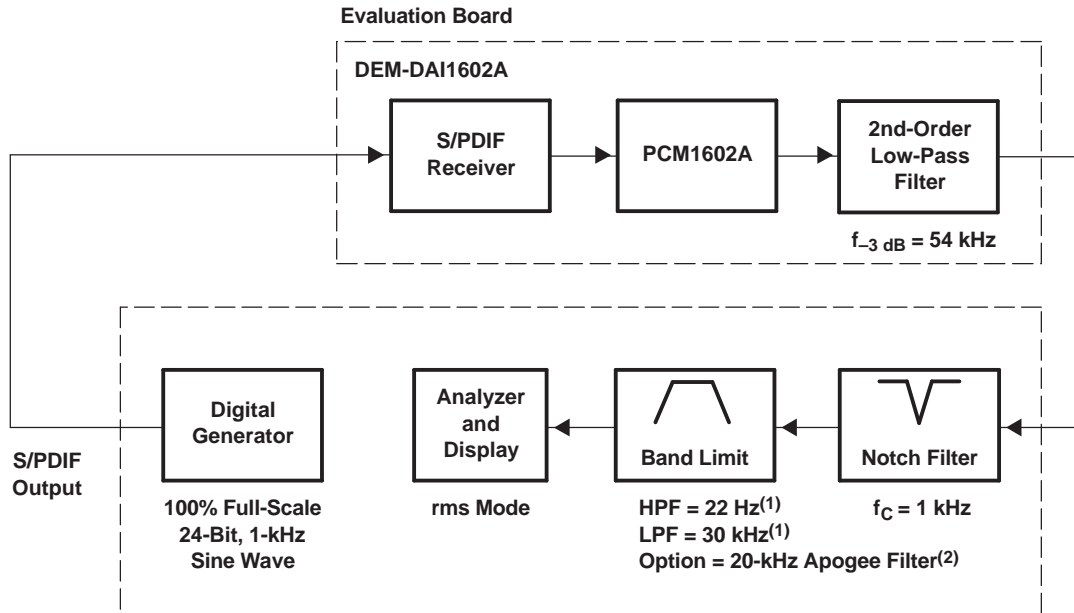 Evaluation Board
DEM-DAI1602A
S/PDIF
Receiver
PCM1602A
2nd-Order
Low-Pass
Filter
f–3 dB = 54 kHz
S/PDIF
Output
Digital
Generator
100% Full-Scale
24-Bit, 1-kHz
Sine Wave
Analyzer
and
Display
rms Mode
Band Limit
HPF = 22 Hz(1)
LPF = 30 kHz(1)
Option = 20-kHz Apogee Filter(2)
Notch Filter
fC = 1 kHz